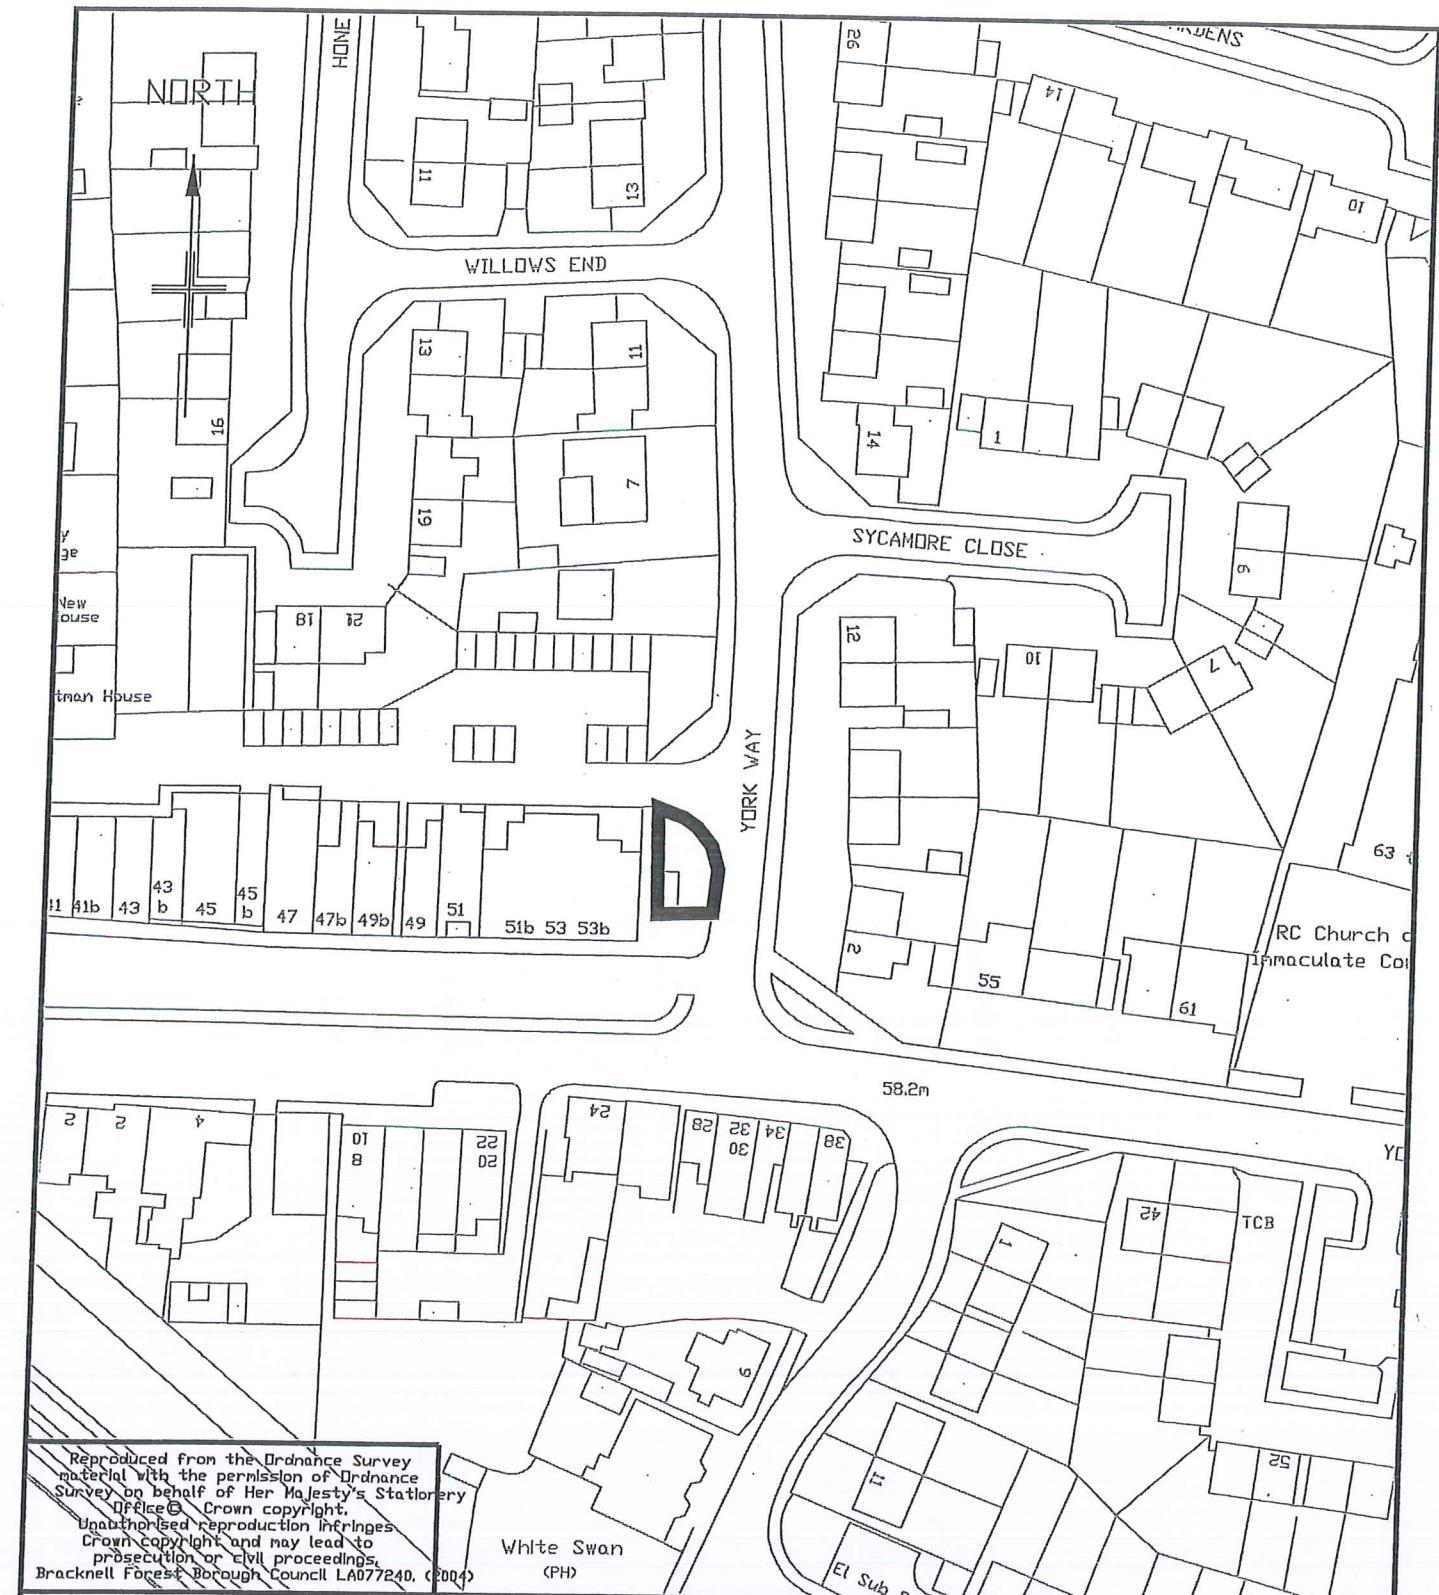 HONE
26
NORTH
14
11
13
10
WILLOWS END
13
11
16
14
1
7
19
SYCAMORE CLOSE
6
New
ouse
18
21
12
10
7
tman House
YORK WAY
63
41b
43
43
b
45
45
b
47
47b
49b
49
51
51b 53 53b
2
55
61
RC Church
Immaculate
58.2m
2
2
4
10
8
22
20
24
28
32
30
34
38
42
TCB
1
9
11
52
Reproduced from the Ordnance Survey
material with the permission of Ordnance
Survey on behalf of Her Majesty's Stationery
Office© Crown copyright.
Unauthorised reproduction infringes
Crown copyright and may lead to
prosecution or civil proceedings.
Bracknell Forest Borough Council LA077240, (2004)
White Swan
(PH)
El Sub